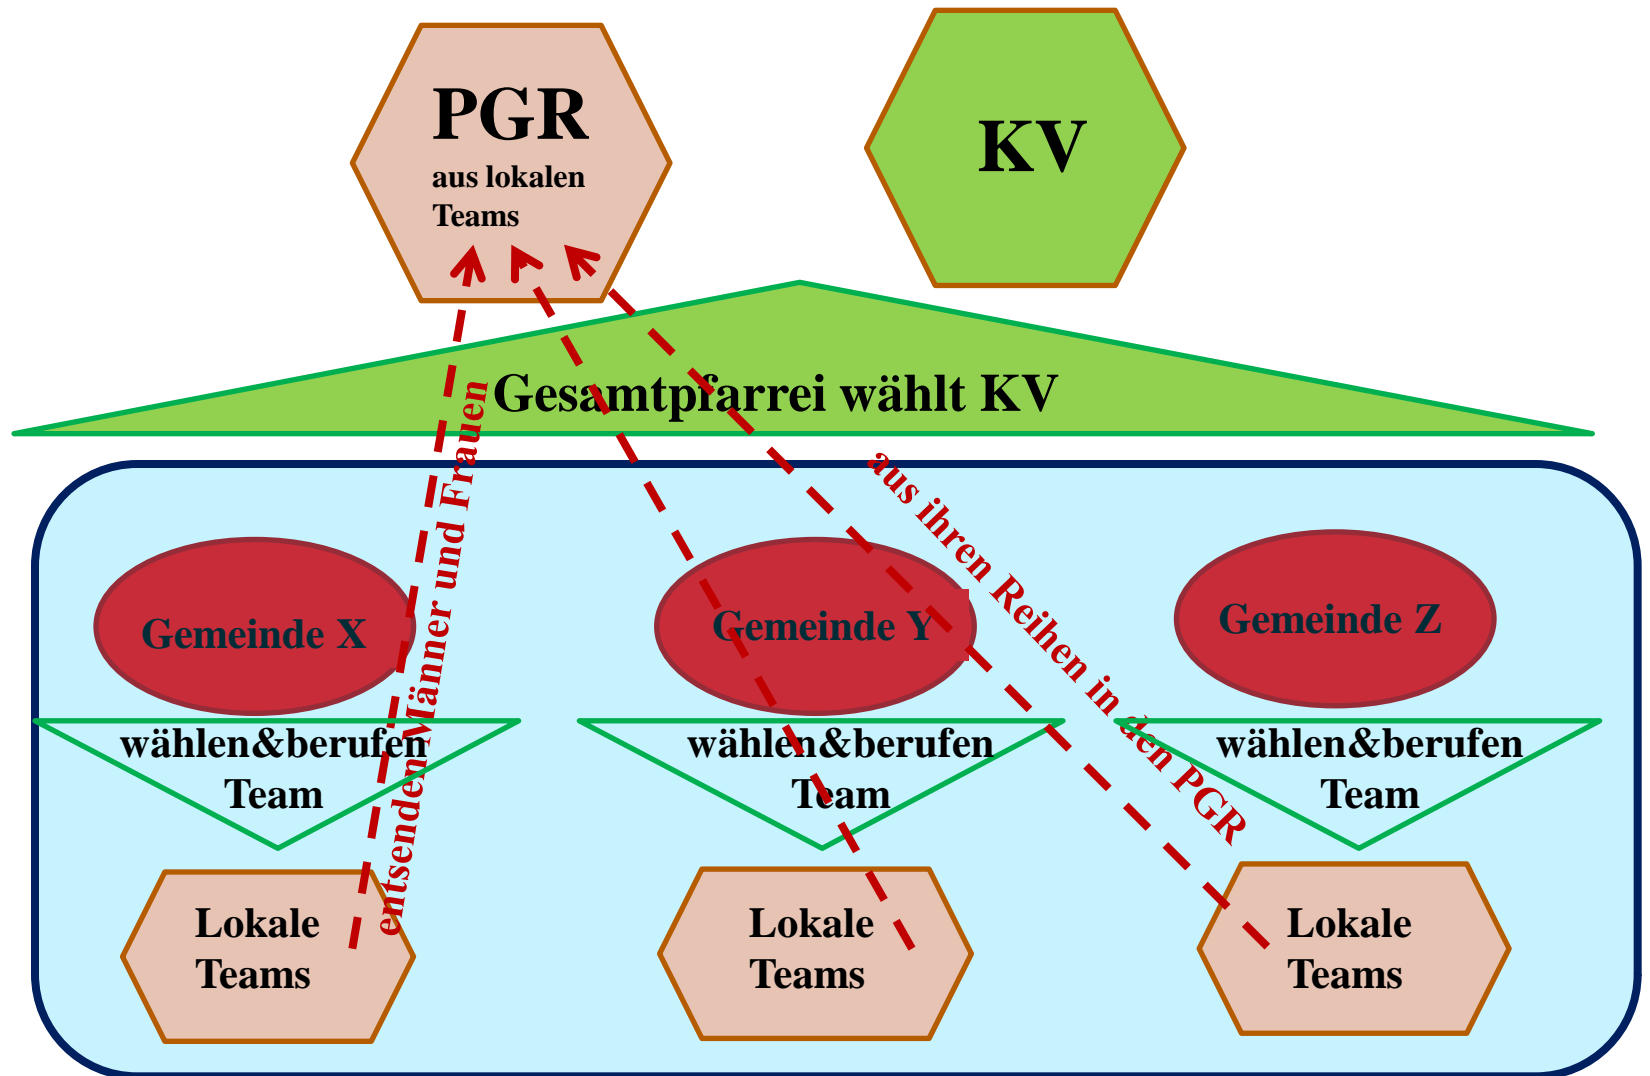 PGR
aus lokalen
Teams
KV
Gesamtpfarrei wählt KV
entsenden Männer und Frauen
aus ihren Reihen in den PGR
Gemeinde X
Gemeinde Y
Gemeinde Z
wählen&berufen
Team
wählen&berufen
Team
wählen&berufen
Team
Lokale
Teams
Lokale
Teams
Lokale
Teams